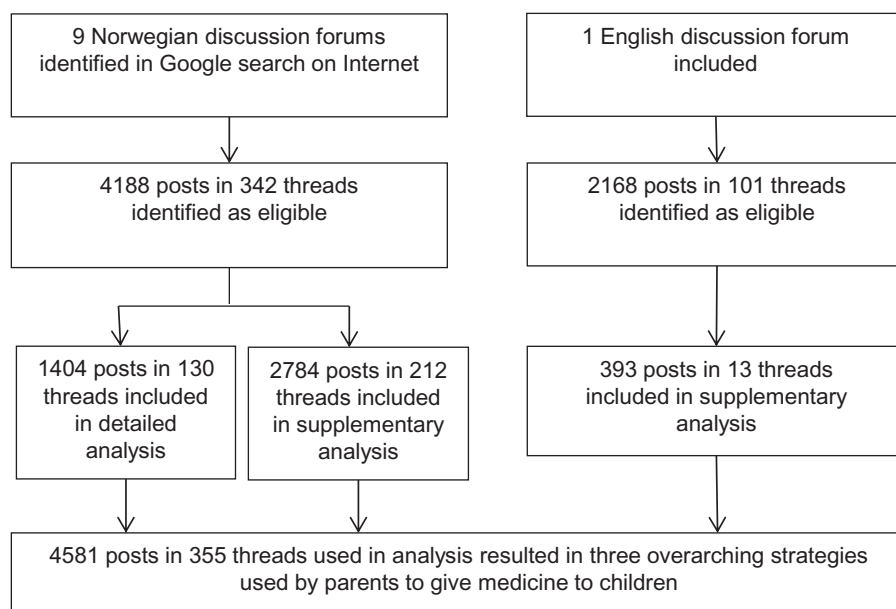 9 Norwegian discussion forums
identified in Google search on Internet
1 English discussion forum
included
4188 posts in 342 threads
identified as eligible
2168 posts in 101 threads
identified as eligible
1404 posts in 130
threads included
in detailed
analysis
2784 posts in 212
threads included
in supplementary
analysis
393 posts in 13 threads
included in supplementary
analysis
4581 posts in 355 threads used in analysis resulted in three overarching strategies
used by parents to give medicine to children